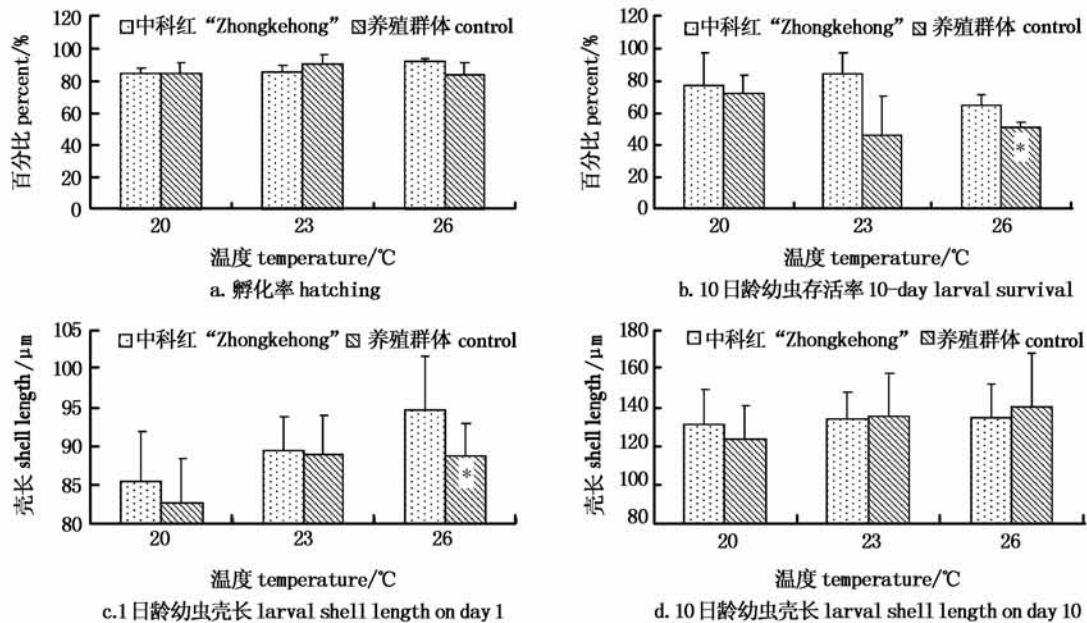 中科红“Zhongkehong” 养殖群体 control
百分比 percent/%
120
100
80
60
40
20
0
20 23 26
温度 temperature/℃
a. 孵化率 hatching
中科红“Zhongkehong” 养殖群体 control
百分比 percent/%
120
100
80
60
40
20
0
*
20 23 26
温度 temperature/℃
b. 10日龄幼虫存活率 10-day larval survival
中科红“Zhongkehong” 养殖群体 control
壳长 shell length/μm
105
100
95
90
85
80
*
20 23 26
温度 temperature/℃
c.1日龄幼虫壳长 larval shell length on day 1
中科红“Zhongkehong” 养殖群体 control
壳长 shell length/μm
180
160
140
120
100
80
20 23 26
温度 temperature/℃
d. 10日龄幼虫壳长 larval shell length on day 10